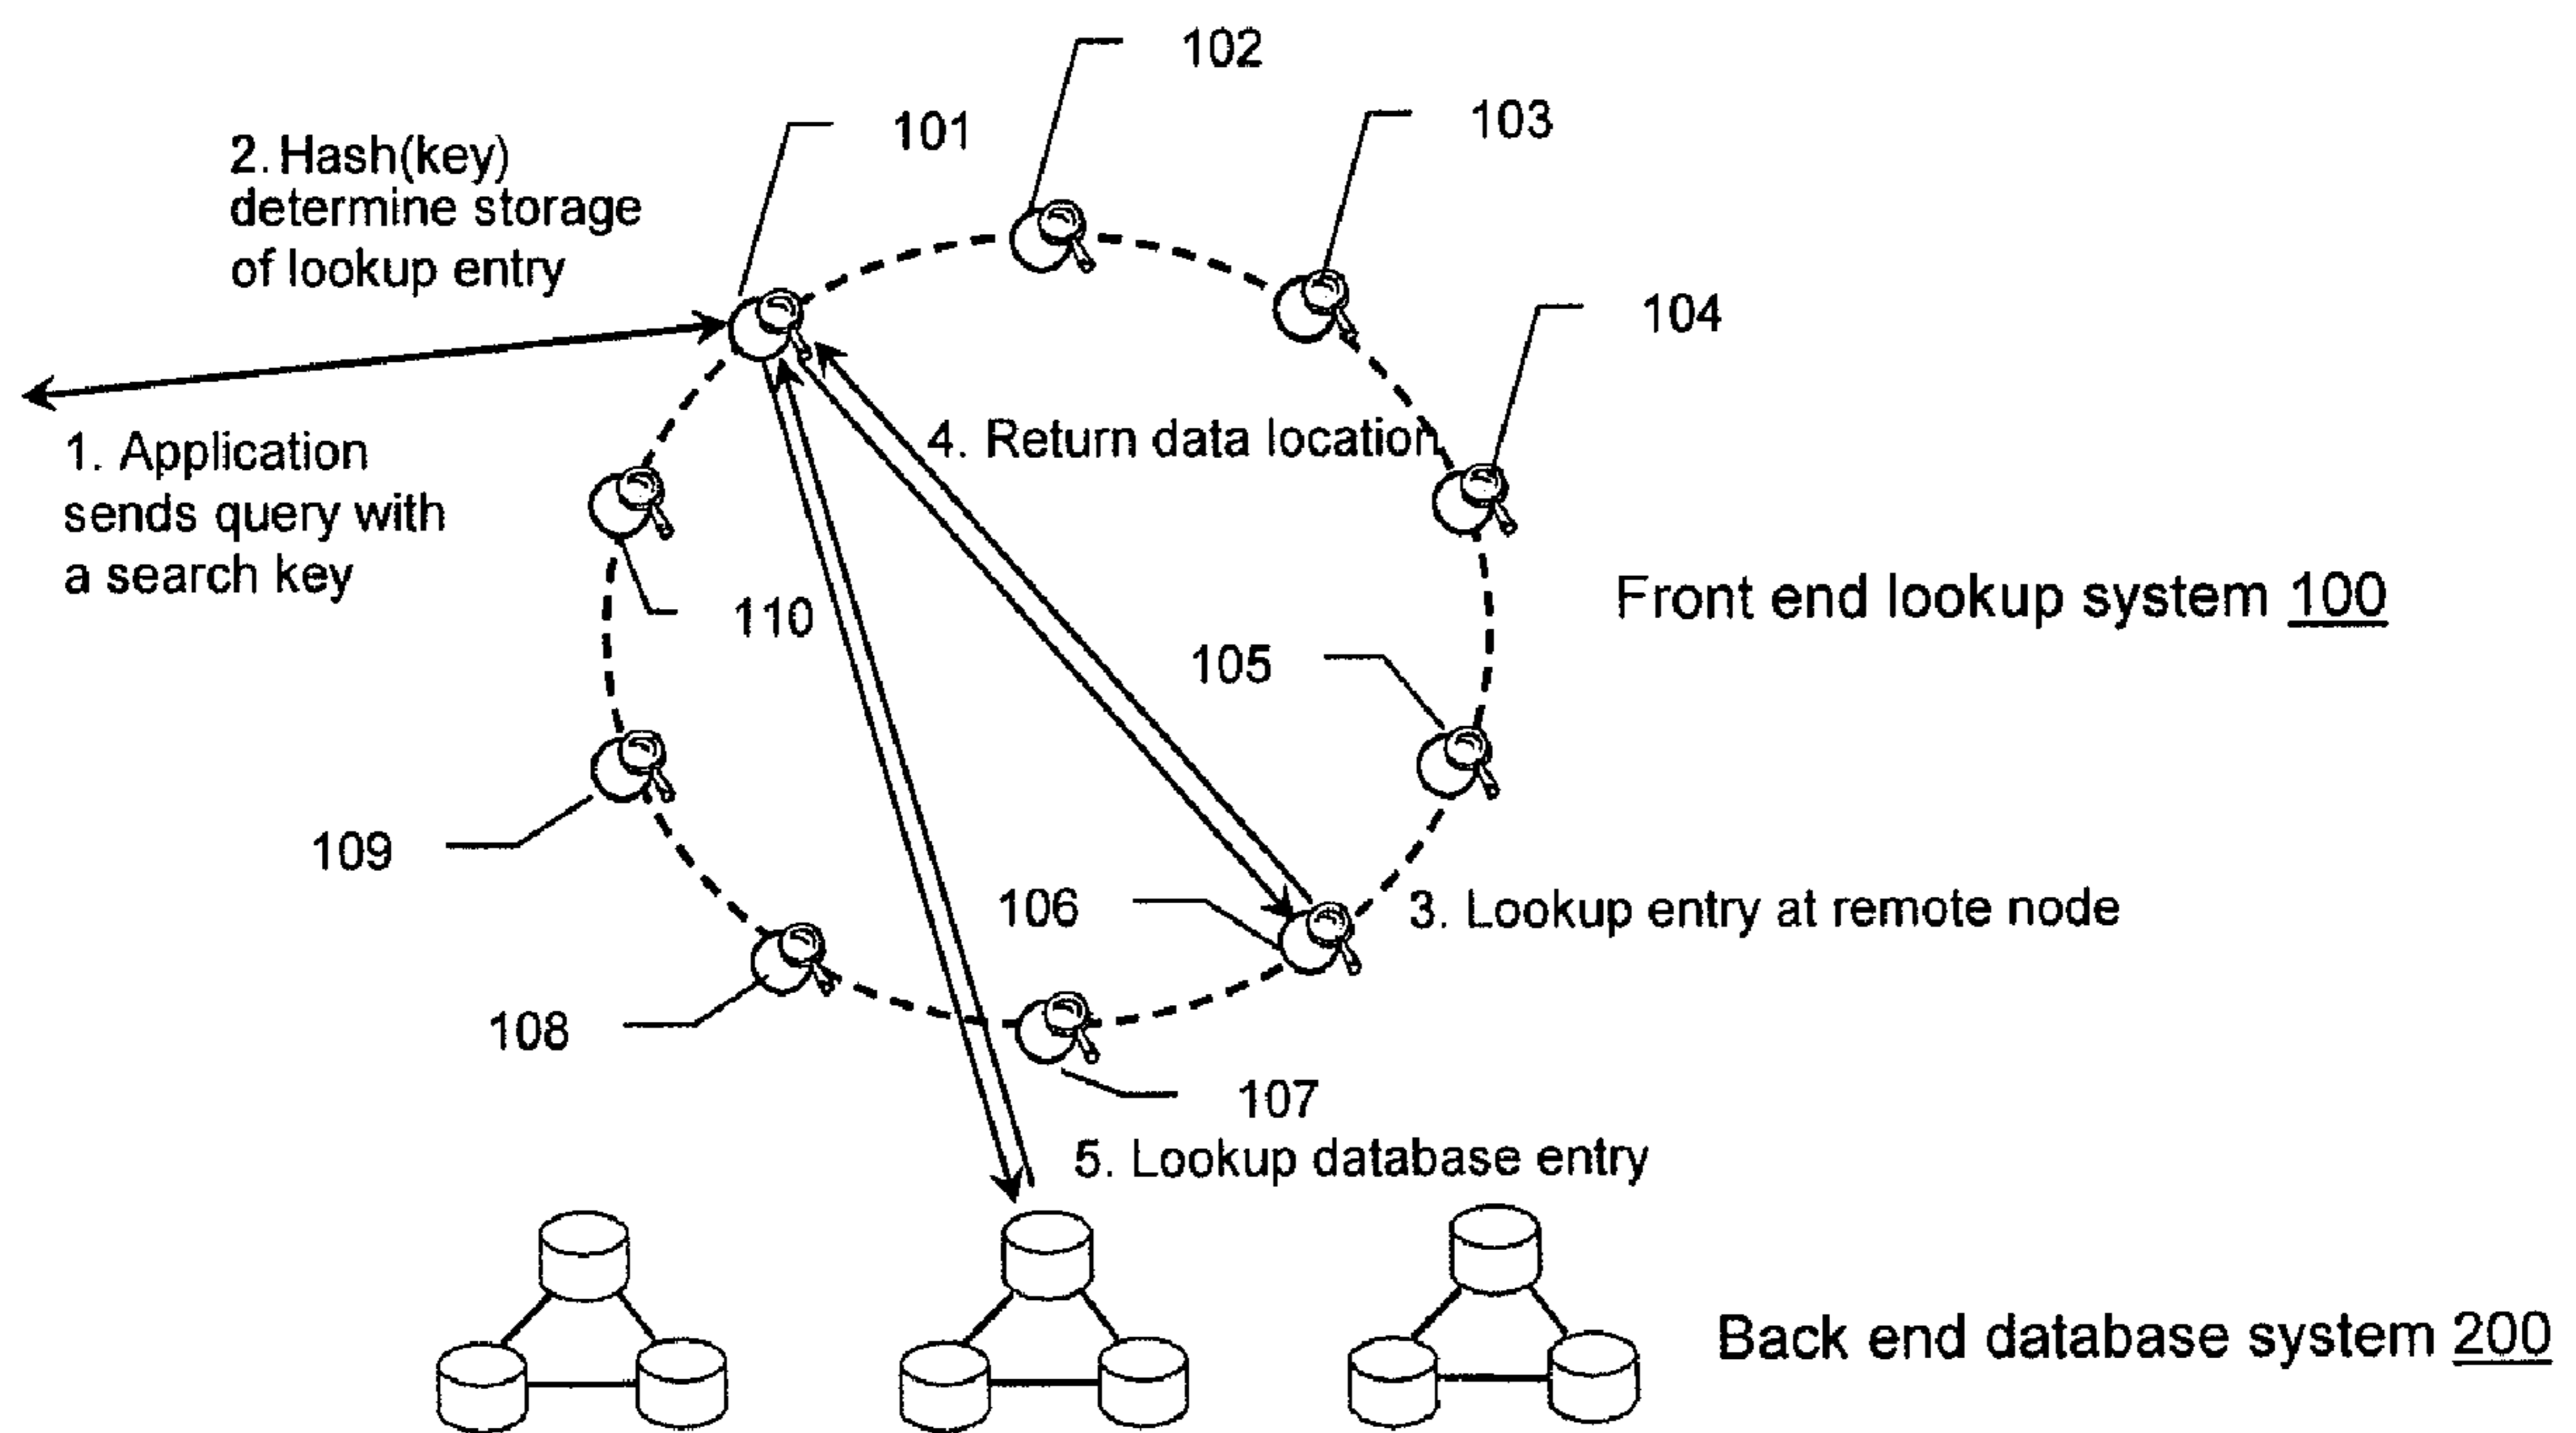 102
103
101
2. Hash(key)
determine storage
of lookup entry
104
4. Return data location
1. Application
sends query with
a search key
110
Front end lookup system 100
105
109
106
3. Lookup entry at remote node
108
107
5. Lookup database entry
Back end database system 200